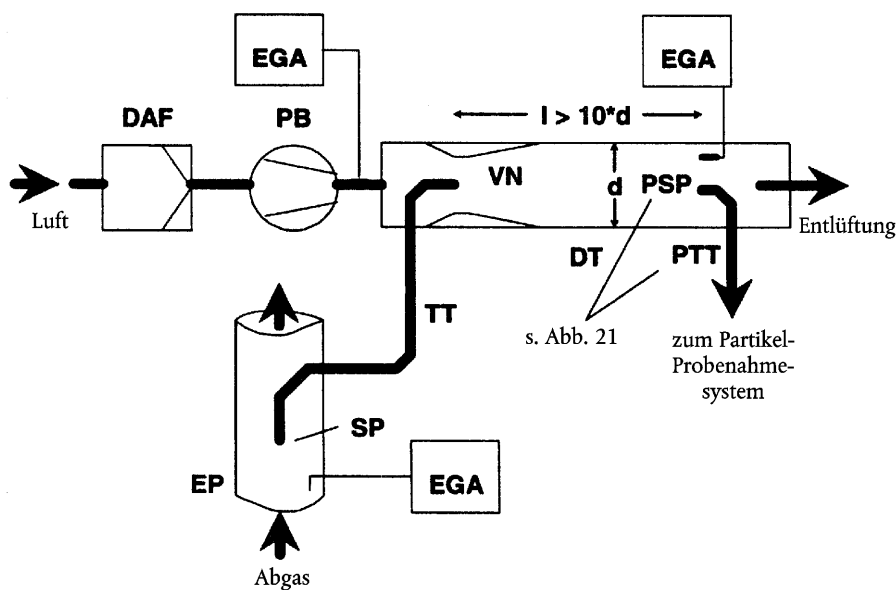 EGA
EGA
DAF
PB
l > 10*d
VN
d
PSP
Luft
Entlüftung
DT
PTT
TT
s. Abb. 21
zum Partikel-
Probenahme-
system
SP
EP
EGA
Abgas